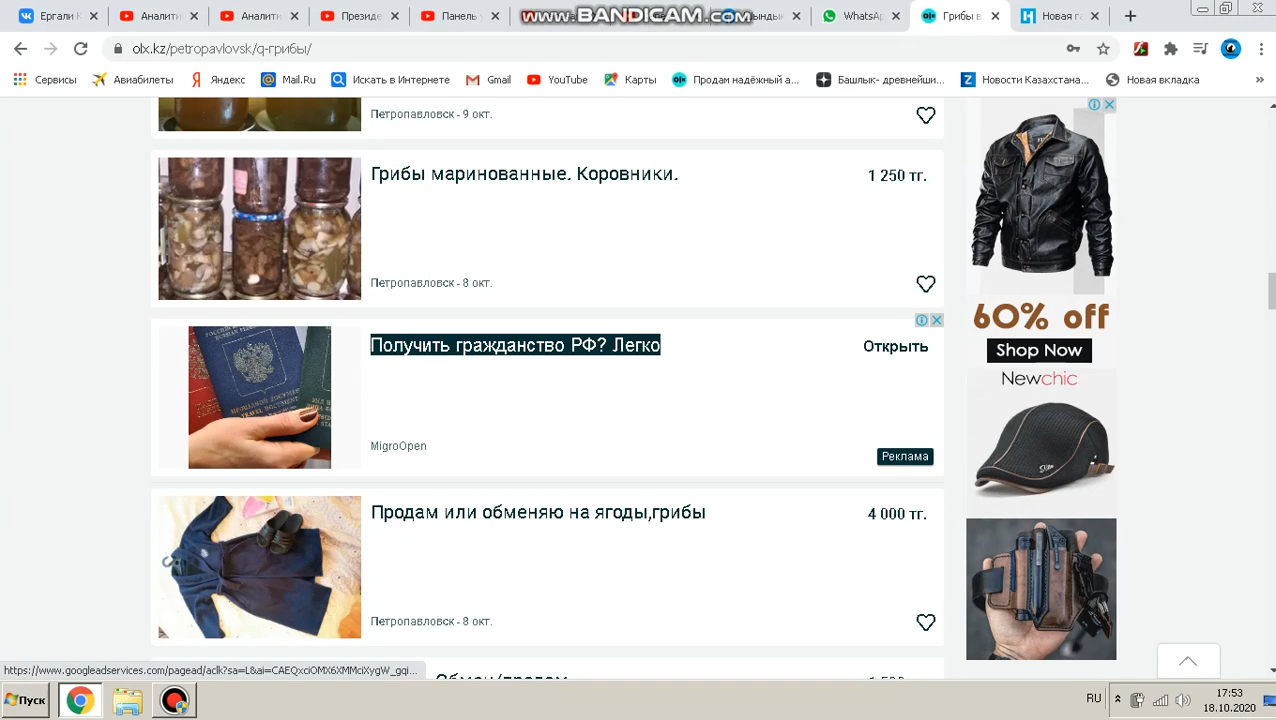 Ергали К
Аналити
Аналити
Президе
Панель у
www.BANDICAM.com
WhatsAp
Грибы в
Новая г
olx.kz/petropavlovsk/q-грибы/
Сервисы
Авиабилеты
Яндекс
Mail.Ru
Искать в Интернете
Gmail
YouTube
Карты
Продам надёжный а...
Башлык- древнейши...
Новости Казахстана...
Новая вкладка
Петропавловск - 9 окт.
Грибы маринованные. Коровники.
1 250 тг.
Петропавловск - 8 окт.
Получить гражданство РФ? Легко
Открыть
MigroOpen
Реклама
Продам или обменяю на ягоды,грибы
4 000 тг.
Петропавловск - 8 окт.
60% off
Shop Now
Newchic
https://www.googleadservices.com/pagead/aclk?sa=L&ai=CAEQxciOMX6XMMciXygW_gqi...
Пуск
RU
17:53
18.10.2020